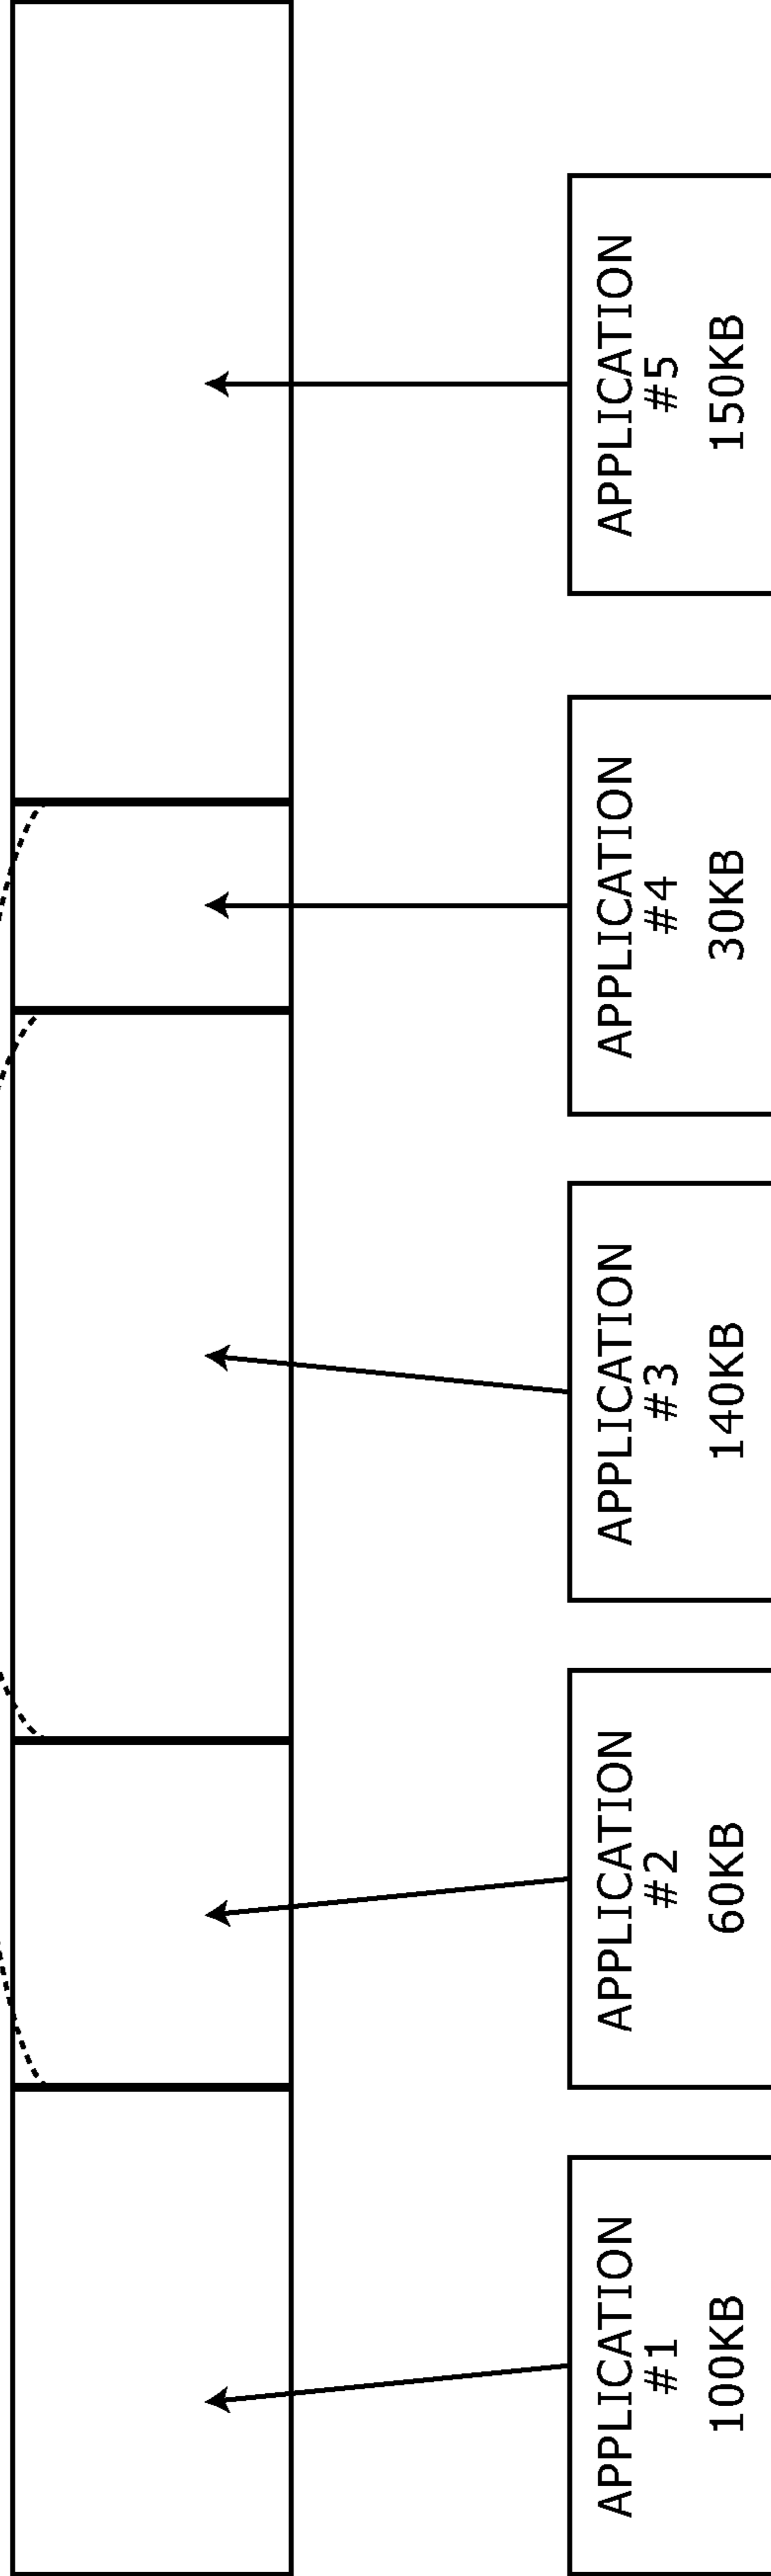 APPLICATION
#1
100KB
APPLICATION
#2
60KB
APPLICATION
#3
140KB
APPLICATION
#4
30KB
APPLICATION
#5
150KB